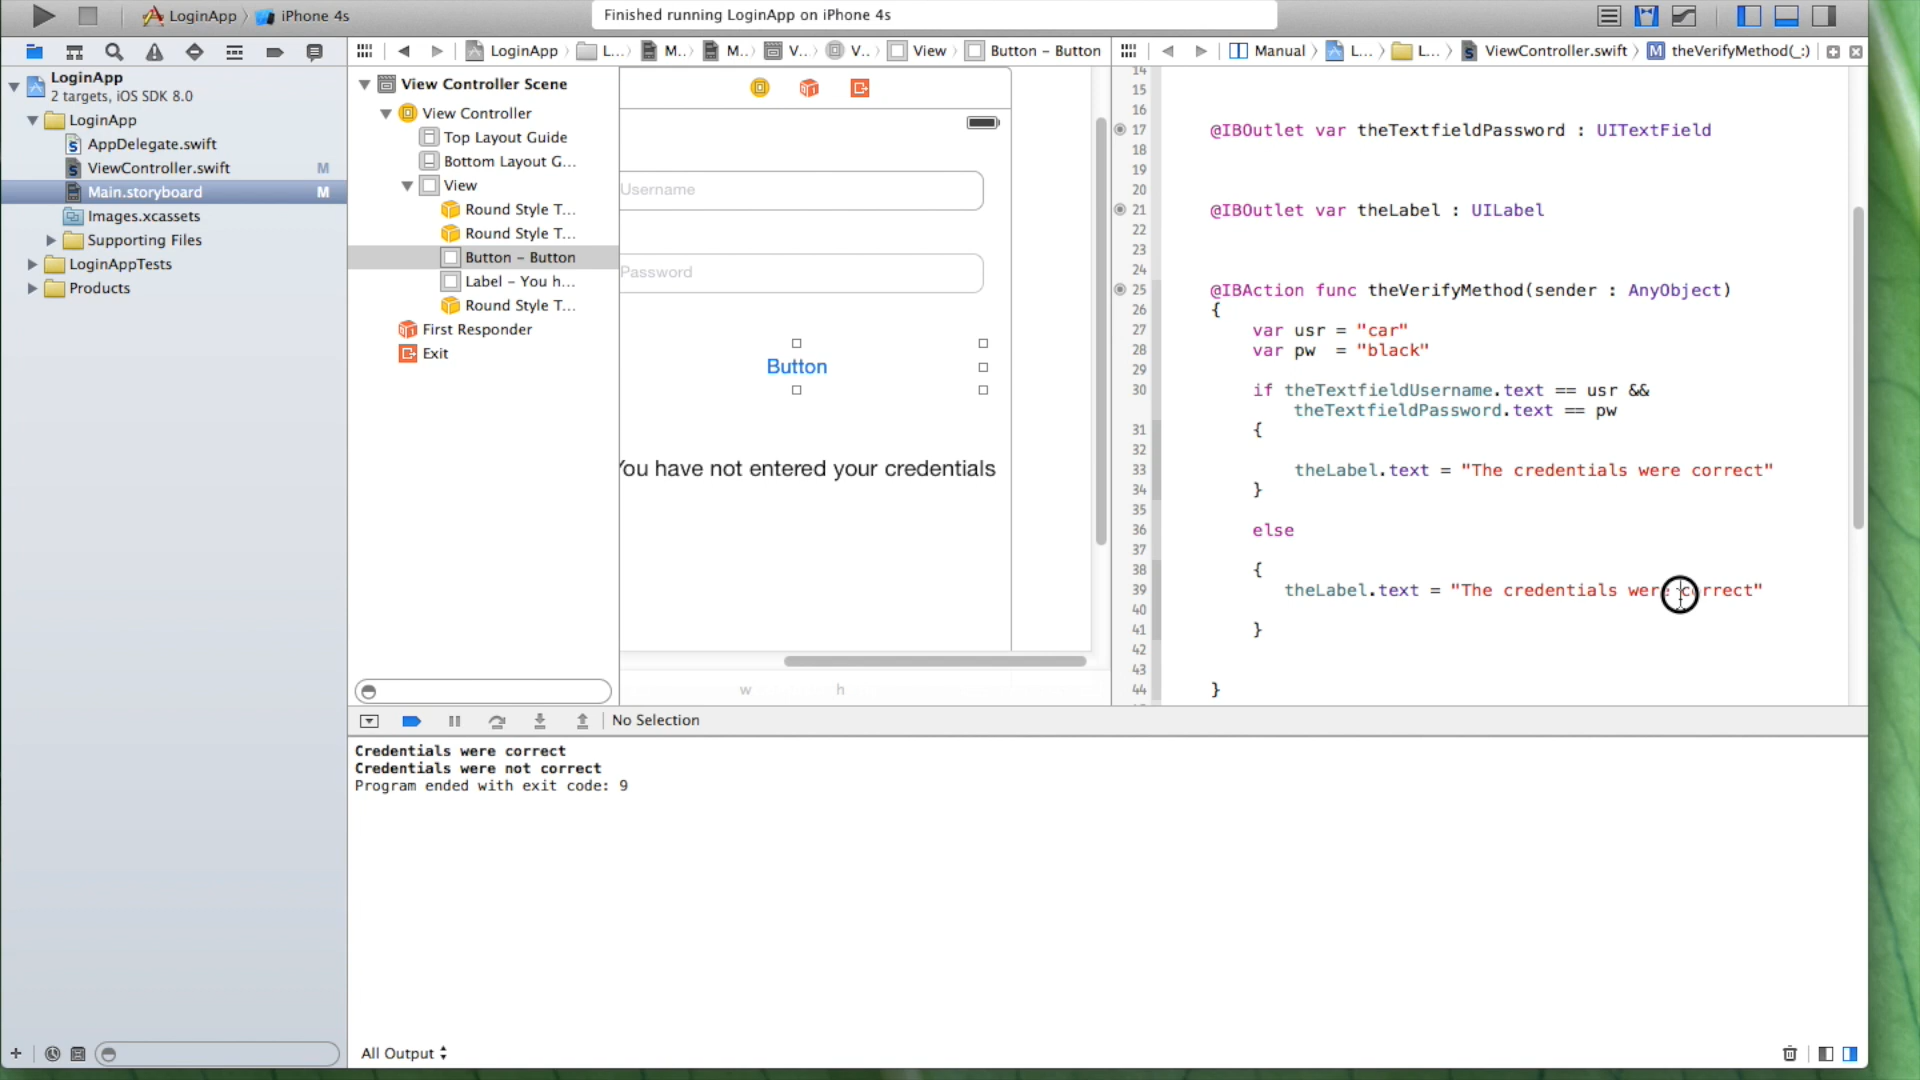 LoginApp
iPhone 4s
Finished running LoginApp on iPhone 4s
LoginApp
L...
M..
M..
V..
V..
View
Button – Button
Manual
L...
L...
ViewController.swift
M
theVerifyMethod(_:)
LoginApp
2 targets, iOS SDK 8.0
LoginApp
AppDelegate.swift
ViewController.swift
M
Main.storyboard
M
Images.xcassets
Supporting Files
LoginAppTests
Products
View Controller Scene
View Controller
Top Layout Guide
Bottom Layout G...
View
Round Style T...
Round Style T...
Button – Button
Label – You h...
Round Style T...
First Responder
Exit
Username
Password
Button
You have not entered your credentials
w
h
14
15
16
17 @IBOutlet var theTextfieldPassword : UITextField
18
19
20
21 @IBOutlet var theLabel : UILabel
22
23
24
25 @IBAction func theVerifyMethod(sender : AnyObject)
26 {
27 var usr = "car"
28 var pw  = "black"
29
30 if theTextfieldUsername.text == usr &&
theTextfieldPassword.text == pw
31 {
32
33 theLabel.text = "The credentials were correct"
34 }
35
36 else
37
38 {
39 theLabel.text = "The credentials were correct"
40
41 }
42
43
44 }
No Selection
Credentials were correct
Credentials were not correct
Program ended with exit code: 9
All Output